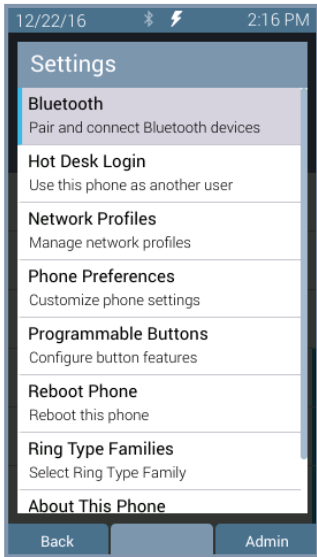 12/22/16 2:16 PM
Settings
Bluetooth
Pair and connect Bluetooth devices
Hot Desk Login
Use this phone as another user
Network Profiles
Manage network profiles
Phone Preferences
Customize phone settings
Programmable Buttons
Configure button features
Reboot Phone
Reboot this phone
Ring Type Families
Select Ring Type Family
About This Phone
Back Admin